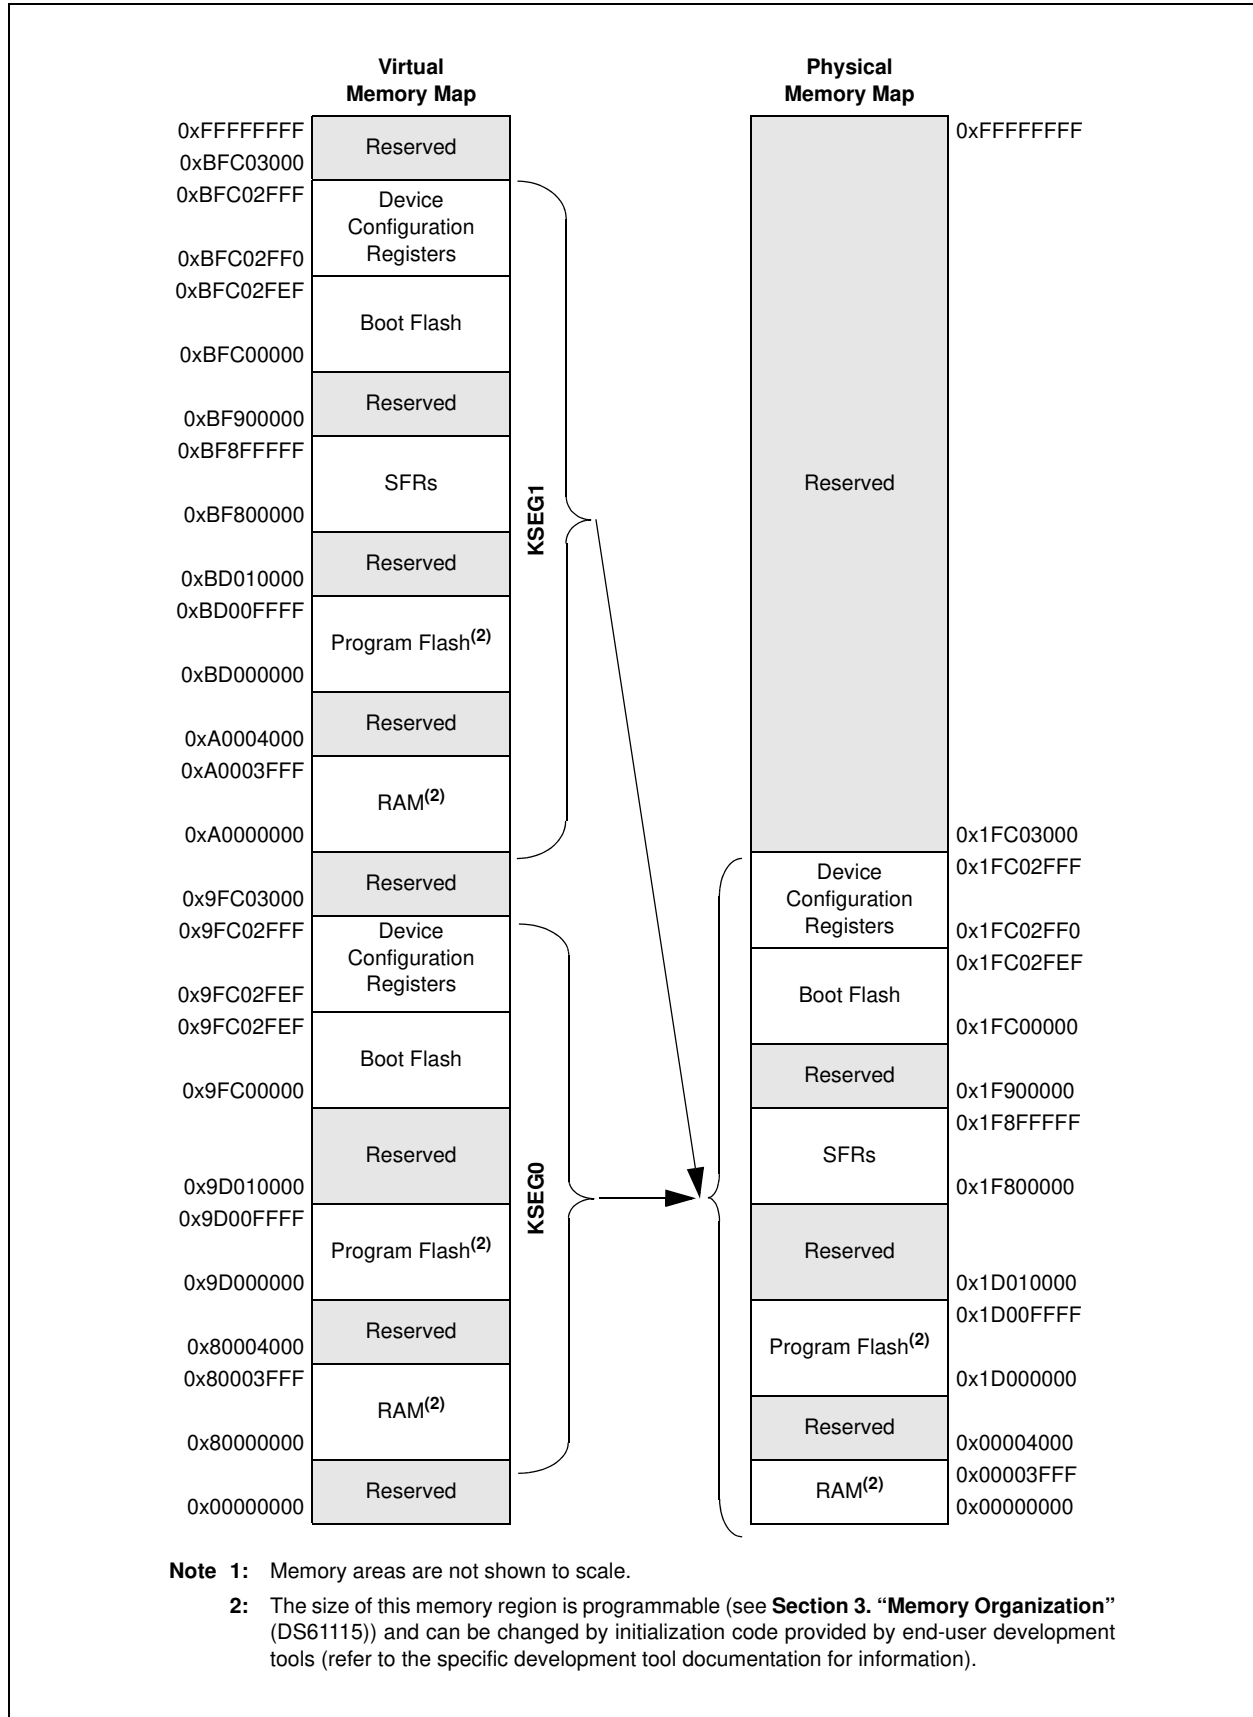 Virtual
Memory Map
Physical
Memory Map
0xFFFFFFFF
Reserved
0xBFC03000
0xBFC02FFF
Device
Configuration
Registers
0xBFC02FF0
0xBFC02FEF
Boot Flash
0xBFC00000
Reserved
0xBF900000
0xBF8FFFFF
SFRs
0xBF800000
Reserved
0xBD010000
0xBD00FFFF
Program Flash(2)
0xBD000000
Reserved
0xA0004000
0xA0003FFF
RAM(2)
0xA0000000
Reserved
0x9FC03000
0x9FC02FFF
Device
Configuration
Registers
0x9FC02FEF
0x9FC02FEF
Boot Flash
0x9FC00000
Reserved
0x9D010000
0x9D00FFFF
Program Flash(2)
0x9D000000
Reserved
0x80004000
0x80003FFF
RAM(2)
0x80000000
Reserved
0x00000000
KSEG1
KSEG0
0xFFFFFFFF
Reserved
0x1FC03000
0x1FC02FFF
Device
Configuration
Registers
0x1FC02FF0
0x1FC02FEF
Boot Flash
0x1FC00000
Reserved
0x1F900000
0x1F8FFFFF
SFRs
0x1F800000
Reserved
0x1D010000
0x1D00FFFF
Program Flash(2)
0x1D000000
Reserved
0x00004000
0x00003FFF
RAM(2)
0x00000000
Note 1: Memory areas are not shown to scale.
2: The size of this memory region is programmable (see Section 3. “Memory Organization”
(DS61115)) and can be changed by initialization code provided by end-user development
tools (refer to the specific development tool documentation for information).